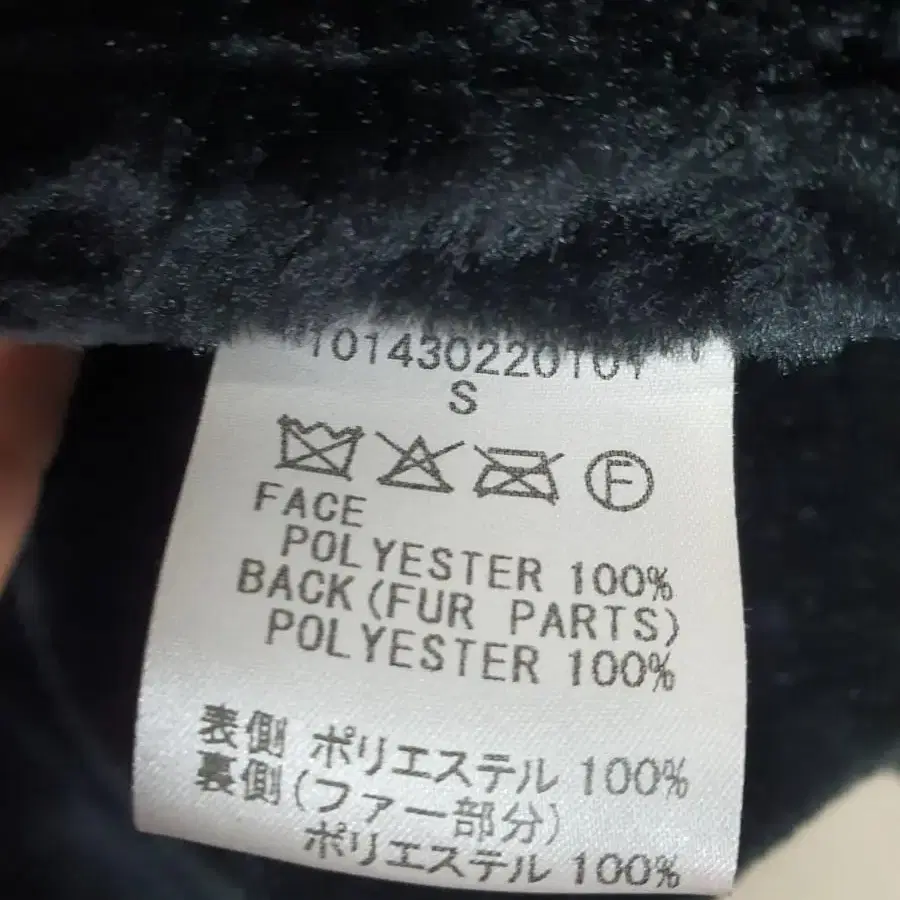 S
F
FACE
POLYESTER 100%
BACK(FUR PARTS)
POLYESTER 100%
表側 ポリエステル 100%
裏側(ファー部分)
ポリエステル 100%